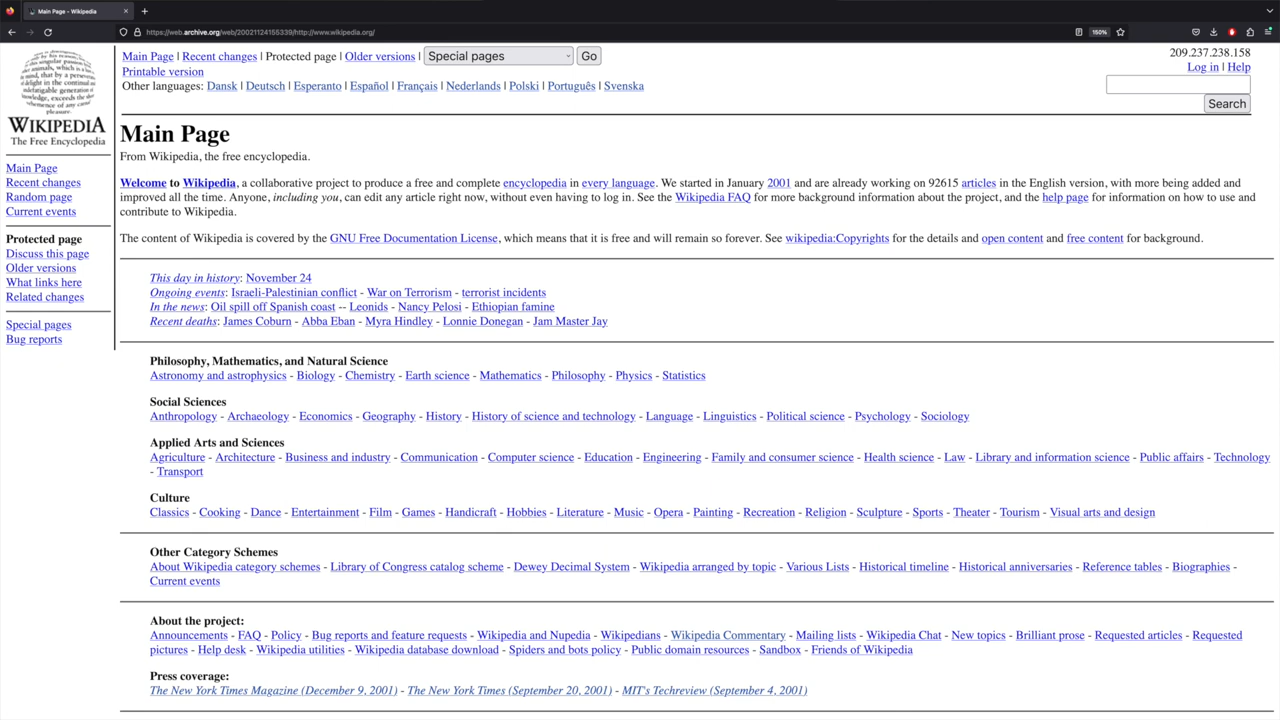 Main Page - Wikipedia
https://web.archive.org/web/20021124155339/http://www.wikipedia.org/
150%
WIKIPEDIA
The Free Encyclopedia
Main Page
Recent changes
Random page
Current events
Protected page
Discuss this page
Older versions
What links here
Related changes
Special pages
Bug reports
Main Page | Recent changes | Protected page | Older versions | Special pages Go
Printable version
Other languages: Dansk | Deutsch | Esperanto | Español | Français | Nederlands | Polski | Português | Svenska
209.237.238.158
Log in | Help
Search
Main Page
From Wikipedia, the free encyclopedia.
Welcome to Wikipedia, a collaborative project to produce a free and complete encyclopedia in every language. We started in January 2001 and are already working on 92615 articles in the English version, with more being added and
improved all the time. Anyone, including you, can edit any article right now, without even having to log in. See the Wikipedia FAQ for more background information about the project, and the help page for information on how to use and
contribute to Wikipedia.
The content of Wikipedia is covered by the GNU Free Documentation License, which means that it is free and will remain so forever. See wikipedia:Copyrights for the details and open content and free content for background.
This day in history: November 24
Ongoing events: Israeli-Palestinian conflict - War on Terrorism - terrorist incidents
In the news: Oil spill off Spanish coast -- Leonids - Nancy Pelosi - Ethiopian famine
Recent deaths: James Coburn - Abba Eban - Myra Hindley - Lonnie Donegan - Jam Master Jay
Philosophy, Mathematics, and Natural Science
Astronomy and astrophysics - Biology - Chemistry - Earth science - Mathematics - Philosophy - Physics - Statistics
Social Sciences
Anthropology - Archaeology - Economics - Geography - History - History of science and technology - Language - Linguistics - Political science - Psychology - Sociology
Applied Arts and Sciences
Agriculture - Architecture - Business and industry - Communication - Computer science - Education - Engineering - Family and consumer science - Health science - Law - Library and information science - Public affairs - Technology
- Transport
Culture
Classics - Cooking - Dance - Entertainment - Film - Games - Handicraft - Hobbies - Literature - Music - Opera - Painting - Recreation - Religion - Sculpture - Sports - Theater - Tourism - Visual arts and design
Other Category Schemes
About Wikipedia category schemes - Library of Congress catalog scheme - Dewey Decimal System - Wikipedia arranged by topic - Various Lists - Historical timeline - Historical anniversaries - Reference tables - Biographies -
Current events
About the project:
Announcements - FAQ - Policy - Bug reports and feature requests - Wikipedia and Nupedia - Wikipedians - Wikipedia Commentary - Mailing lists - Wikipedia Chat - New topics - Brilliant prose - Requested articles - Requested
pictures - Help desk - Wikipedia utilities - Wikipedia database download - Spiders and bots policy - Public domain resources - Sandbox - Friends of Wikipedia
Press coverage:
The New York Times Magazine (December 9, 2001) - The New York Times (September 20, 2001) - MIT's Techreview (September 4, 2001)